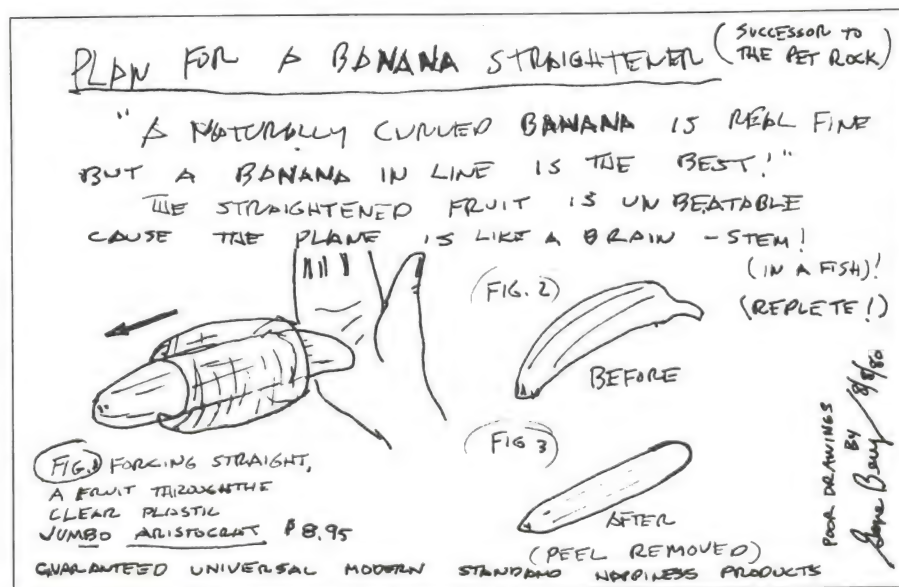 PLAN FOR A BANANA STRAIGHTENER (SUCCESSOR TO
THE PET ROCK)
"A NATURALLY CURVED BANANA IS REAL FINE
BUT A BANANA IN LINE IS THE BEST!"
THE STRAIGHTENED FRUIT IS UNBEATABLE
CAUSE THE PLANE IS LIKE A BRAIN - STEM!
(IN A FISH)!
(REPLETE!)
(FIG. 2)
BEFORE
(FIG 3)
AFTER
(PEEL REMOVED)
FIG. 1 FORCING STRAIGHT,
A FRUIT THROUGH THE
CLEAR PLASTIC
JUMBO ARISTOCRAT $8.95
GUARANTEED UNIVERSAL MODERN STANDARD HAPPINESS PRODUCTS
POOR DRAWINGS
BY
8/8/80